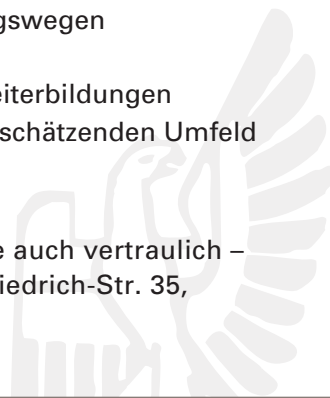 gswegen
eiterbildungen
schätzenden Umfeld
e auch vertraulich –
iedrich-Str. 35,